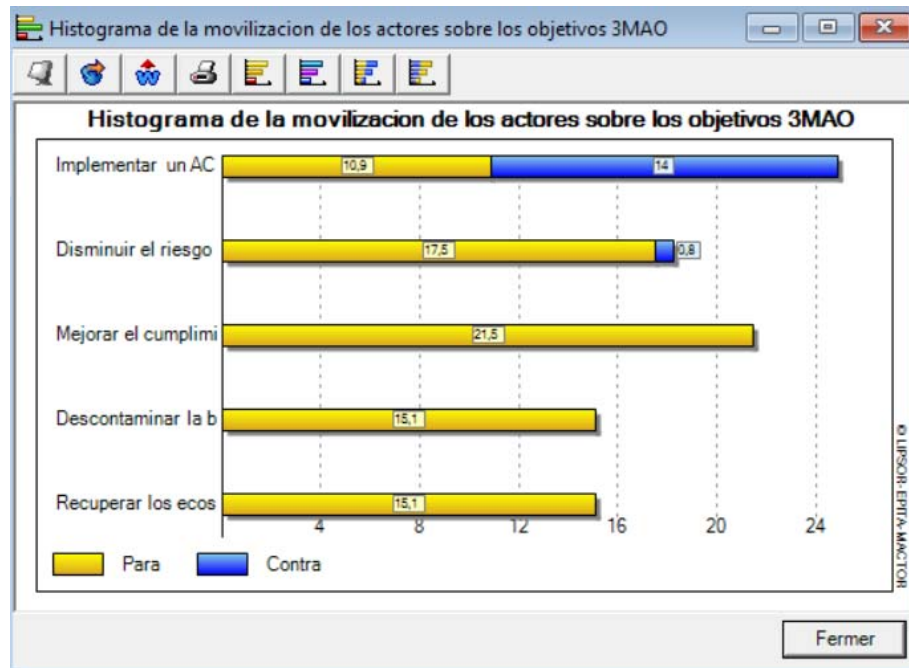 Histograma de la movilizacion de los actores sobre los objetivos 3MAO
Histograma de la movilizacion de los actores sobre los objetivos 3MAO
Implementar un AC
10,9
14
Disminuir el riesgo
17,5
0,8
Mejorar el cumplimi
21,5
Descontaminar la b
15,1
Recuperar los ecos
15,1
4 8 12 16 20 24
Para Contra
© LIPSOR-EPITA-MACTOR
Fermer